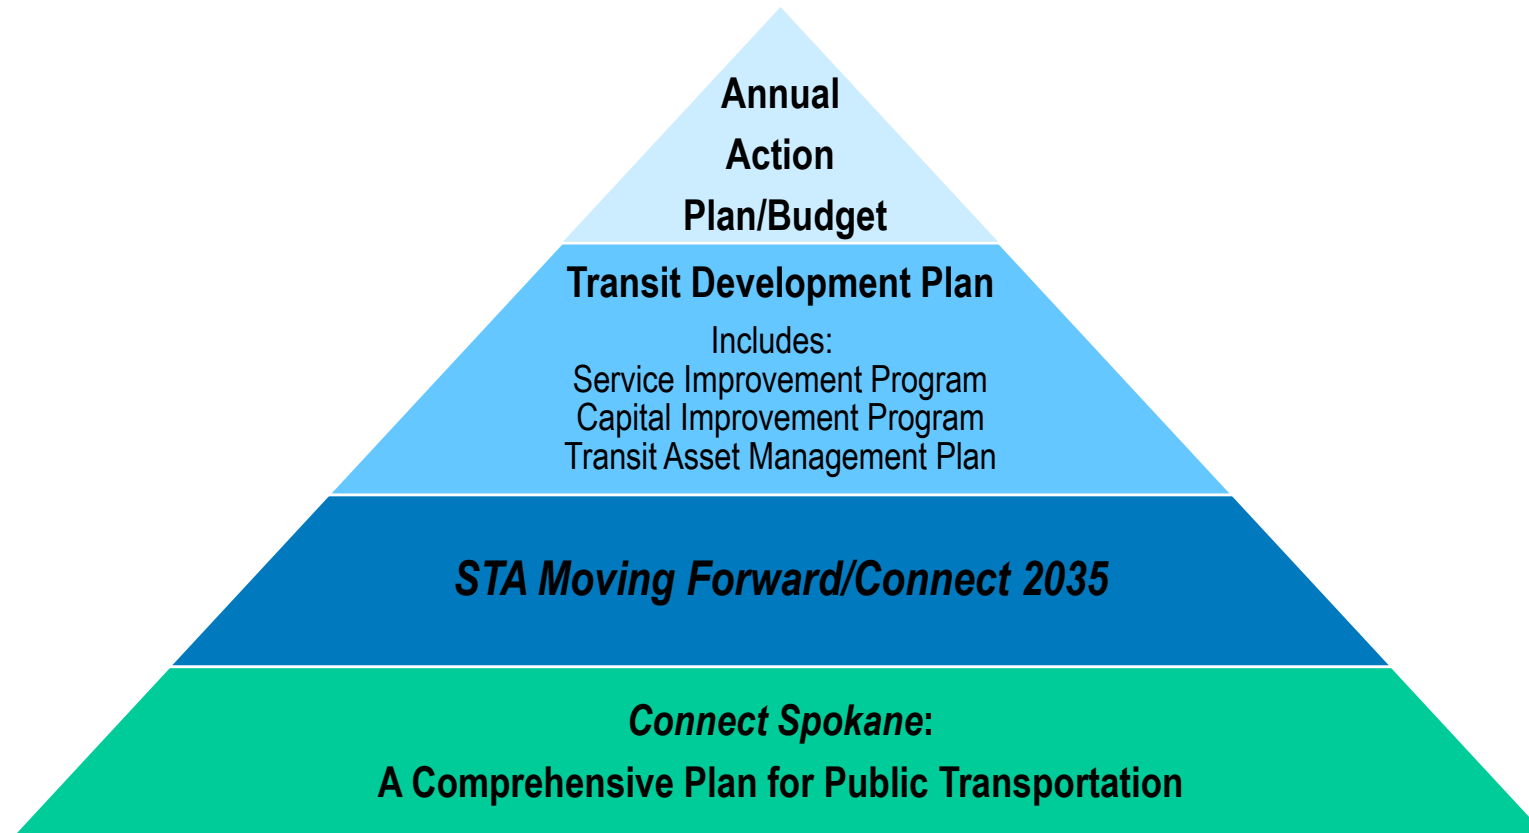 Annual
Action
Plan/Budget
Transit Development Plan
Includes:
Service Improvement Program
Capital Improvement Program
Transit Asset Management Plan
STA Moving Forward/Connect 2035
Connect Spokane:
A Comprehensive Plan for Public Transportation